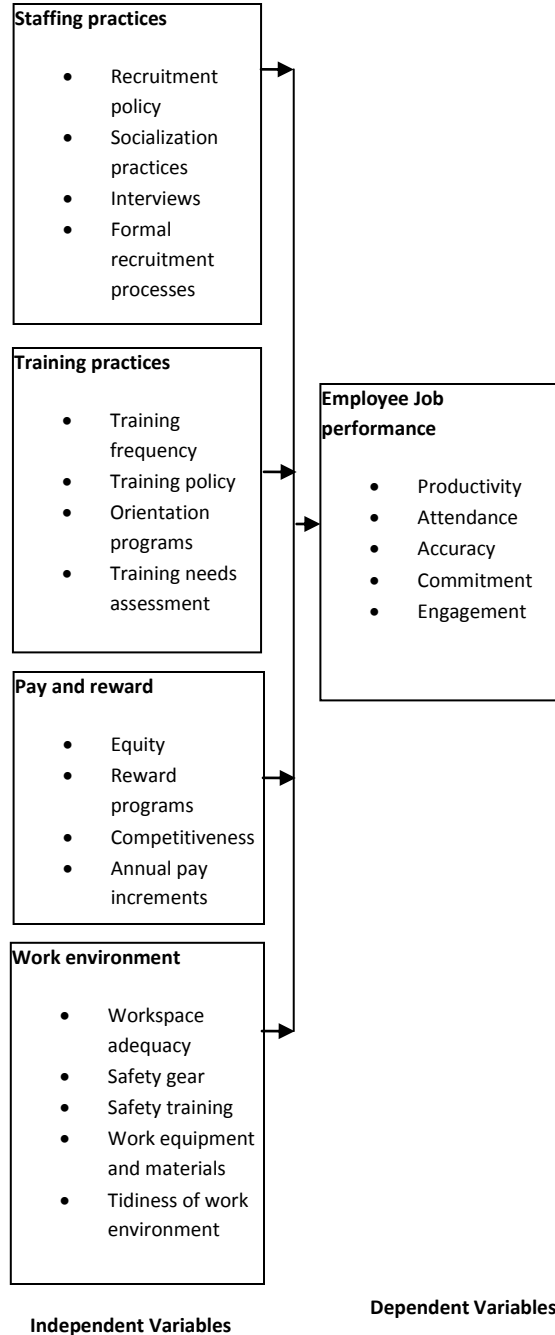 Staffing practices
• Recruitment
policy
• Socialization
practices
• Interviews
• Formal
recruitment
processes
Training practices
• Training
frequency
• Training policy
• Orientation
programs
• Training needs
assessment
Employee Job
performance
• Productivity
• Attendance
• Accuracy
• Commitment
• Engagement
Pay and reward
• Equity
• Reward
programs
• Competitiveness
• Annual pay
increments
Work environment
• Workspace
adequacy
• Safety gear
• Safety training
• Work equipment
and materials
• Tidiness of work
environment
Independent Variables
Dependent Variables